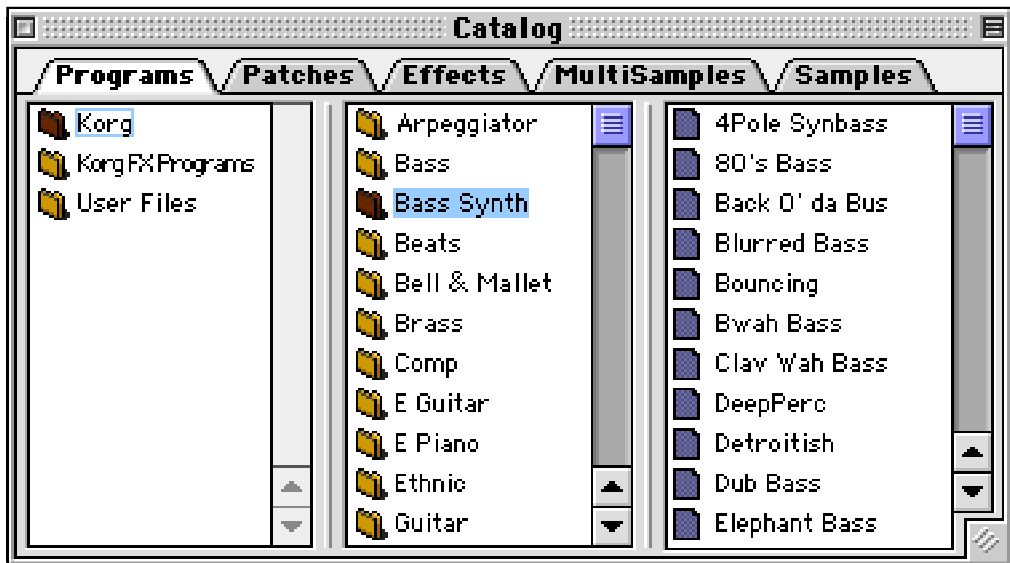 Catalog
Programs Patches Effects MultiSamples Samples
Korg
Korg FX Programs
User Files
Arpeggiator
Bass
Bass Synth
Beats
Bell & Mallet
Brass
Comp
E Guitar
E Piano
Ethnic
Guitar
4Pole Synbass
80's Bass
Back O' da Bus
Blurred Bass
Bouncing
Bwah Bass
Clav Wah Bass
DeepPerc
Detroitish
Dub Bass
Elephant Bass